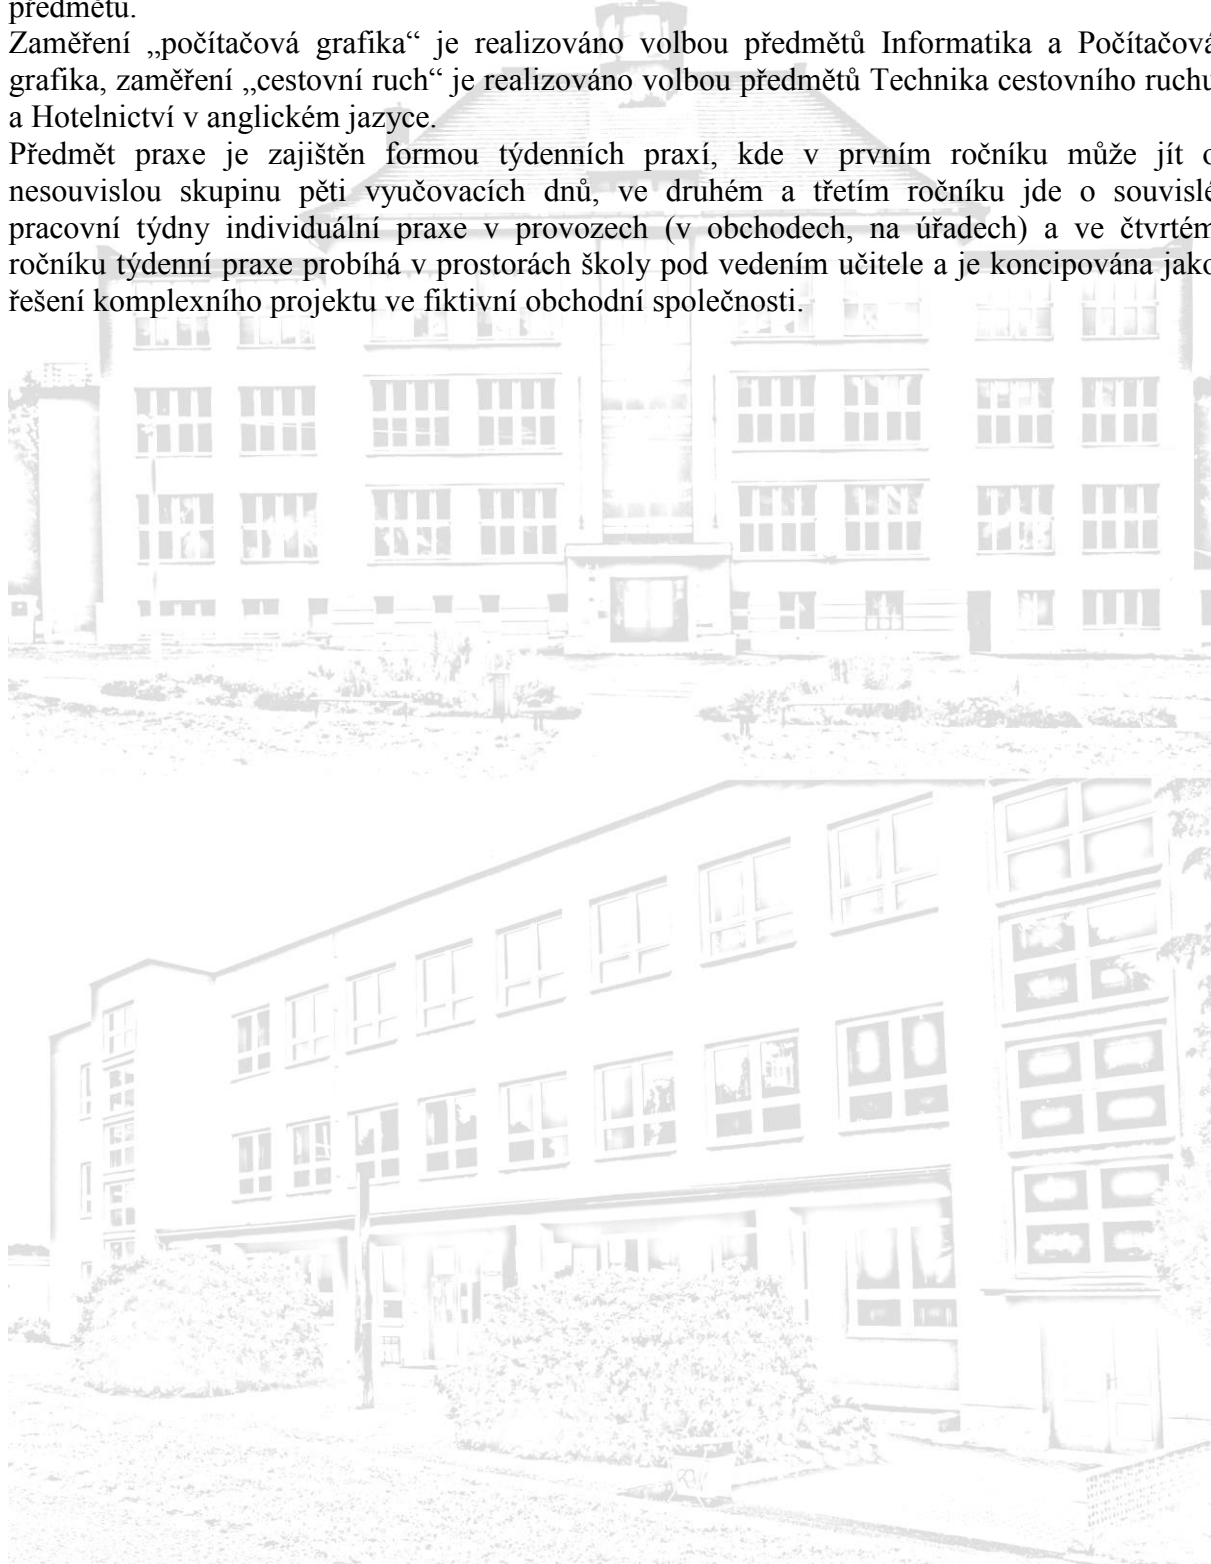 předmětu.
Zaměření „počítačová grafika“ je realizováno volbou předmětů Informatika a Počítačová
grafika, zaměření „cestovní ruch“ je realizováno volbou předmětů Technika cestovního ruchu
a Hotelnictví v anglickém jazyce.
Předmět praxe je zajištěn formou týdenních praxí, kde v prvním ročníku může jít o
nesouvislou skupinu pěti vyučovacích dnů, ve druhém a třetím ročníku jde o souvislé
pracovní týdny individuální praxe v provozech (v obchodech, na úřadech) a ve čtvrtém
ročníku týdenní praxe probíhá v prostorách školy pod vedením učitele a je koncipována jako
řešení komplexního projektu ve fiktivní obchodní společnosti.